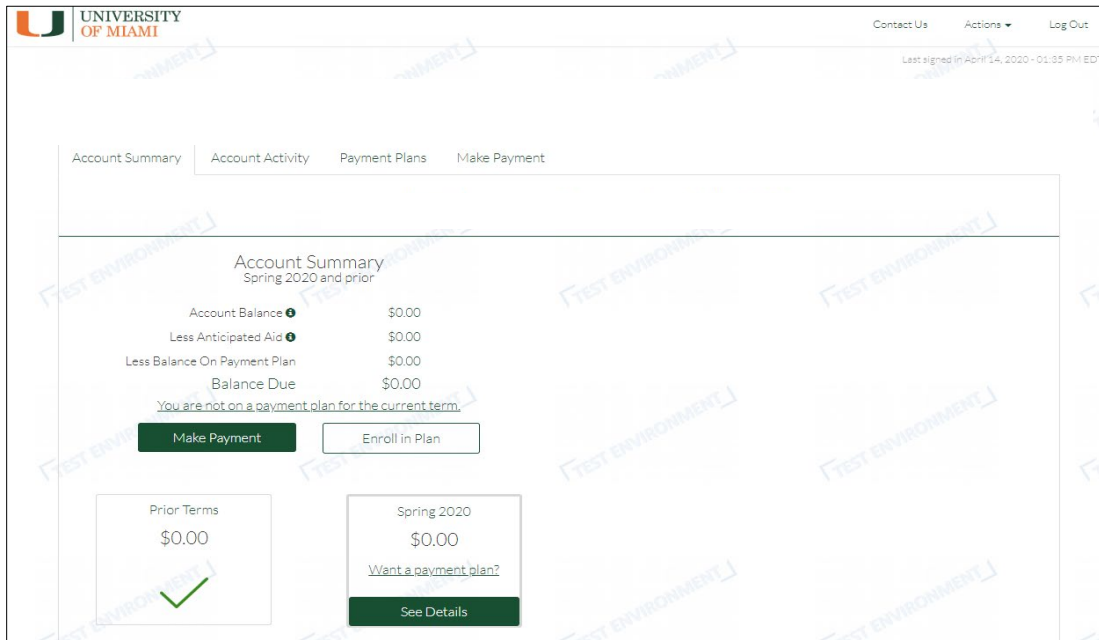 UNIVERSITY
OF MIAMI
Contact Us Actions Log Out
Last signed in April 14, 2020 - 01:35 PM EDT
Account Summary Account Activity Payment Plans Make Payment
Account Summary
Spring 2020 and prior
Account Balance $0.00
Less Anticipated Aid $0.00
Less Balance On Payment Plan $0.00
Balance Due $0.00
You are not on a payment plan for the current term.
Make Payment Enroll in Plan
Prior Terms
$0.00
Spring 2020
$0.00
Want a payment plan?
See Details
TEST ENVIRONMENT